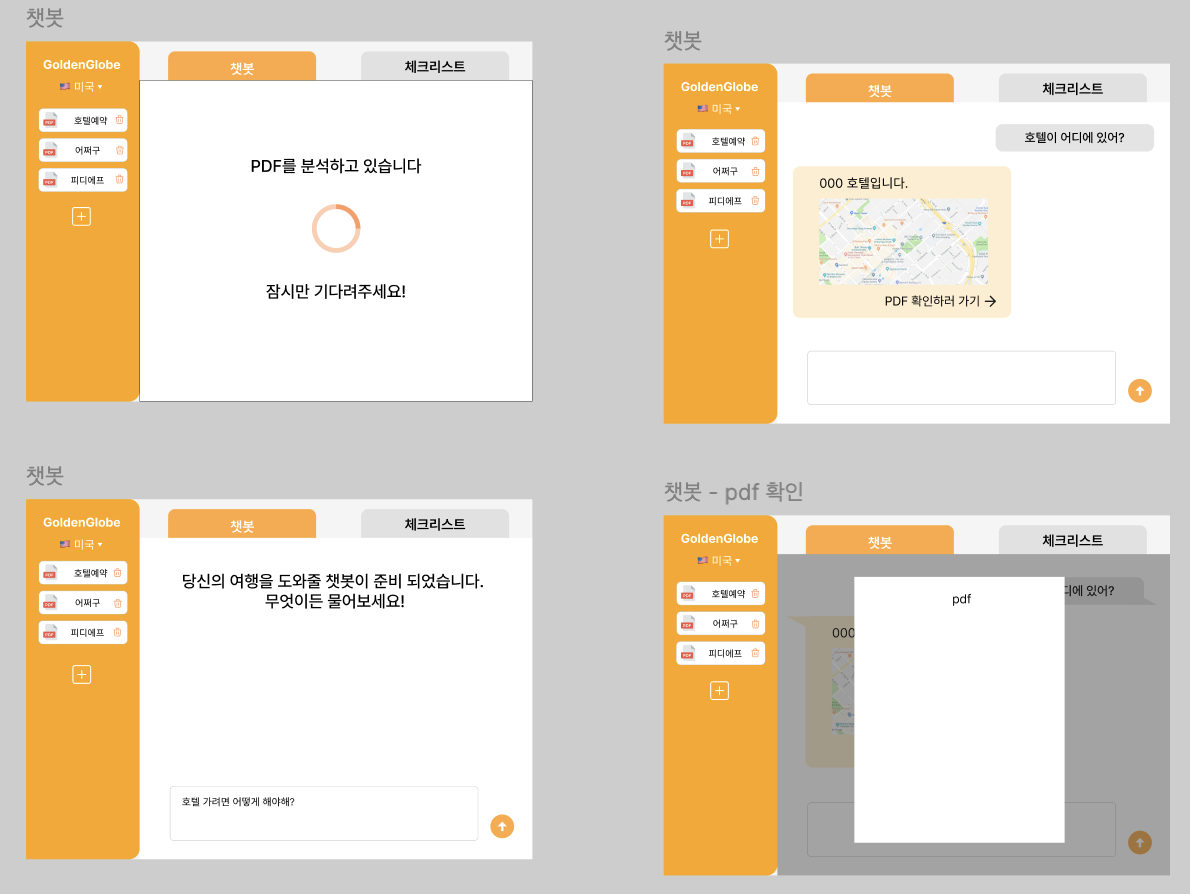 챗봇
GoldenGlobe
미국
호텔예약
어쩌구
피디에프
챗봇
체크리스트
PDF를 분석하고 있습니다
잠시만 기다려주세요!
챗봇
GoldenGlobe
미국
호텔예약
어쩌구
피디에프
챗봇
체크리스트
호텔이 어디에 있어?
000 호텔입니다.
PDF 확인하러 가기
챗봇
GoldenGlobe
미국
호텔예약
어쩌구
피디에프
챗봇
체크리스트
당신의 여행을 도와줄 챗봇이 준비 되었습니다.
무엇이든 물어보세요!
호텔 가려면 어떻게 해야해?
챗봇 - pdf 확인
GoldenGlobe
미국
호텔예약
어쩌구
피디에프
챗봇
체크리스트
디에 있어?
000
pdf